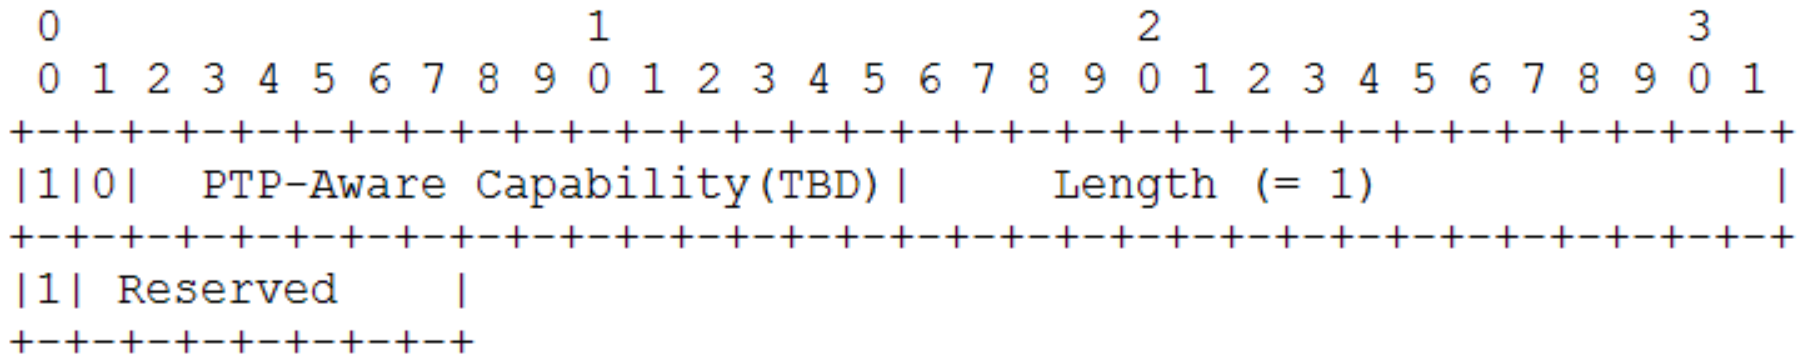 0                   1                   2                   3
 0 1 2 3 4 5 6 7 8 9 0 1 2 3 4 5 6 7 8 9 0 1 2 3 4 5 6 7 8 9 0 1
+-+-+-+-+-+-+-+-+-+-+-+-+-+-+-+-+-+-+-+-+-+-+-+-+-+-+-+-+-+-+-+-+
|1|0|  PTP-Aware Capability(TBD)|     Length (= 1)              |
+-+-+-+-+-+-+-+-+-+-+-+-+-+-+-+-+-+-+-+-+-+-+-+-+-+-+-+-+-+-+-+-+
|1| Reserved    |
+-+-+-+-+-+-+-+-+